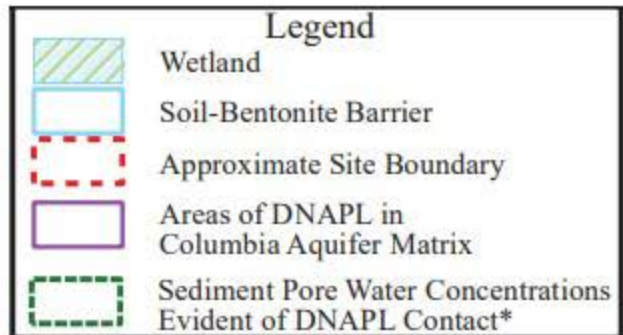 Legend
Wetland
Soil-Bentonite Barrier
Approximate Site Boundary
Areas of DNAPL in
Columbia Aquifer Matrix
Sediment Pore Water Concentrations
Evident of DNAPL Contact*